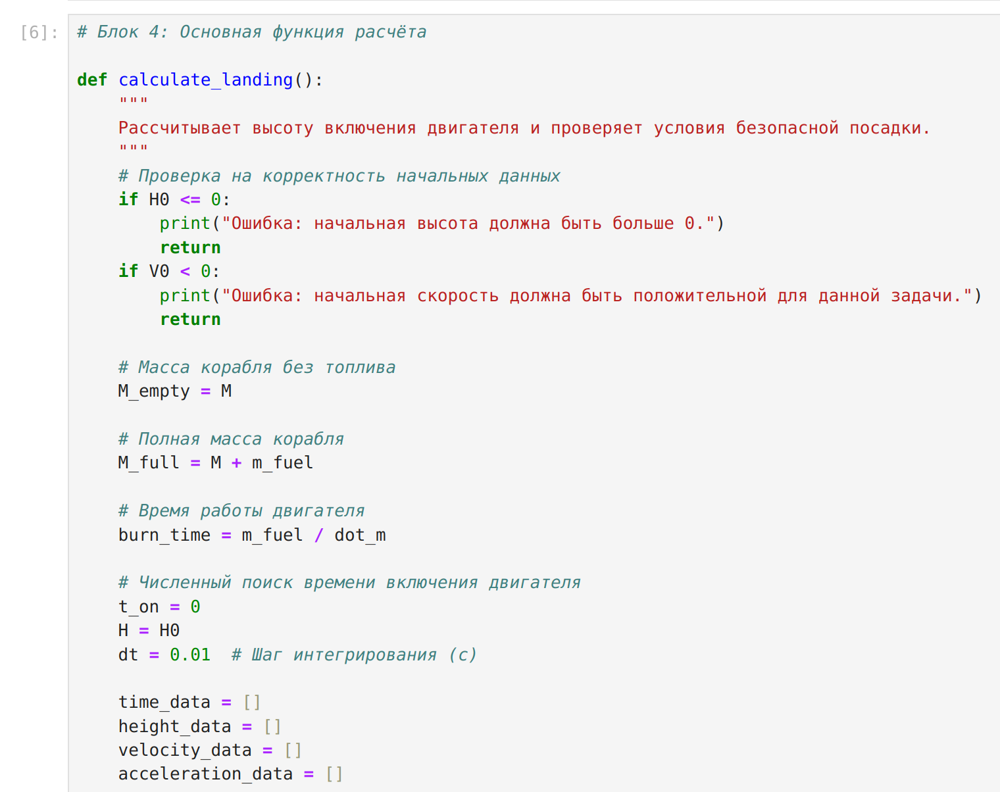 [6]:
# Блок 4: Основная функция расчёта
def calculate_landing():
"""
Рассчитывает высоту включения двигателя и проверяет условия безопасной посадки.
"""
# Проверка на корректность начальных данных
if H0 <= 0:
print("Ошибка: начальная высота должна быть больше 0.")
return
if V0 < 0:
print("Ошибка: начальная скорость должна быть положительной для данной задачи.")
return
# Масса корабля без топлива
M_empty = M
# Полная масса корабля
M_full = M + m_fuel
# Время работы двигателя
burn_time = m_fuel / dot_m
# Численный поиск времени включения двигателя
t_on = 0
H = H0
dt = 0.01  # Шаг интегрирования (с)
time_data = []
height_data = []
velocity_data = []
acceleration_data = []